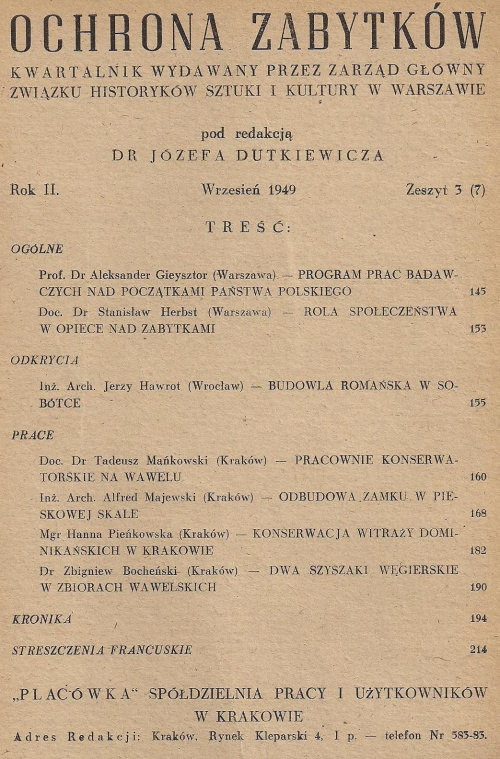 OCHRONA ZABYTKÓW
KWARTALNIK WYDAWANY PRZEZ ZARZĄD GŁÓWNY
ZWIĄZKU HISTORYKÓW SZTUKI I KULTURY W WARSZAWIE
pod redakcją
DR JÓZEFA DUTKIEWICZA
Rok II. Wrzesień 1949 Zeszyt 3 (7)
TREŚĆ:
OGÓLNE
Prof. Dr Aleksander Gieysztor (Warszawa) — PROGRAM PRAC BADAW-
CZYCH NAD POCZĄTKAMI PAŃSTWA POLSKIEGO 145
Doc. Dr Stanisław Herbst (Warszawa) — ROLA SPOŁECZEŃSTWA
W OPIECE NAD ZABYTKAMI 153
ODKRYCIA
Inż. Arch. Jerzy Hawrot (Wrocław) — BUDOWLA ROMAŃSKA W SO-
BÓTCE 155
PRACE
Doc. Dr Tadeusz Mańkowski (Kraków) — PRACOWNIE KONSERWA-
TORSKIE NA WAWELU 160
Inż. Arch. Alfred Majewski (Kraków) — ODBUDOWA ZAMKU W PIE-
SKOWEJ SKALE 168
Mgr Hanna Pieńkowska (Kraków) — KONSERWACJA WITRAŻY DOMI-
NIKAŃSKICH W KRAKOWIE 182
Dr Zbigniew Bocheński (Kraków) — DWA SZYSZAKI WĘGIERSKIE
W ZBIORACH WAWELSKICH 190
KRONIKA 194
STRESZCZENIA FRANCUSKIE 214
„PLACÓWKA" SPÓŁDZIELNIA PRACY I UŻYTKOWNIKÓW
W KRAKOWIE
Adres Redakcji: Kraków, Rynek Kleparski 4, I p. — telefon Nr 583-83.